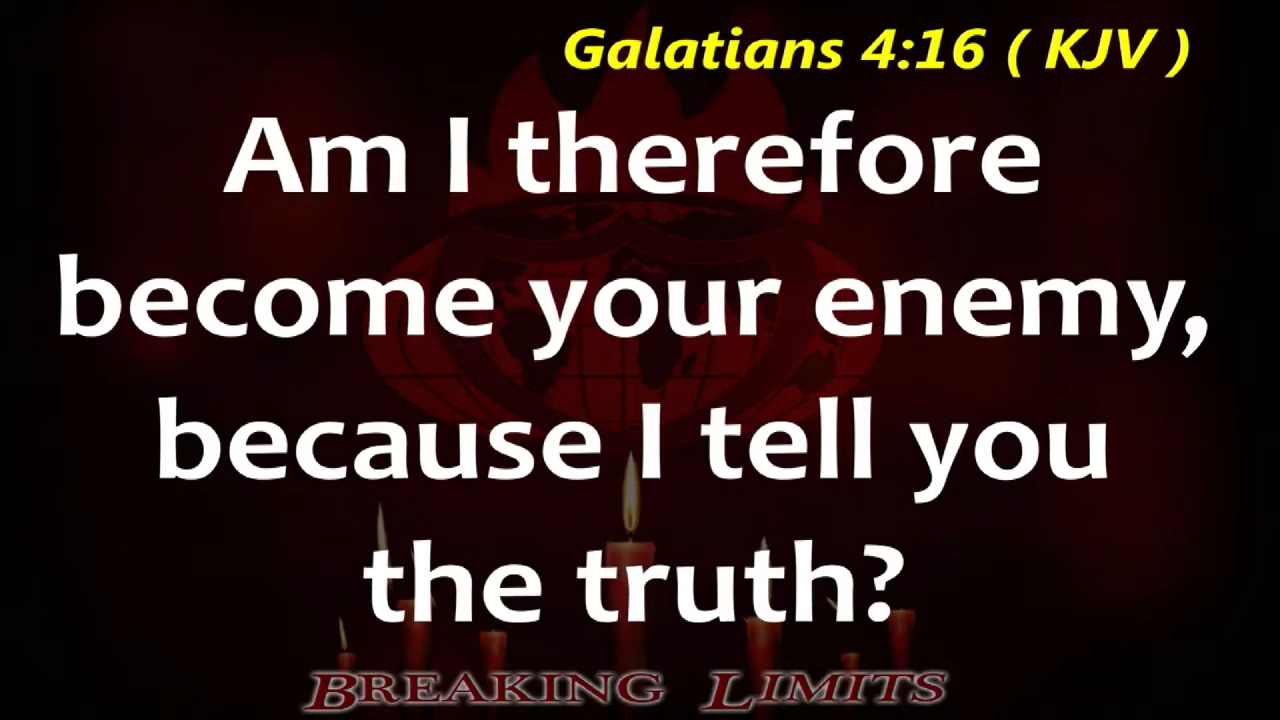 Galatians 4:16 ( KJV )
Am I therefore
become your enemy,
because I tell you
the truth?
BREAKING LIMITS